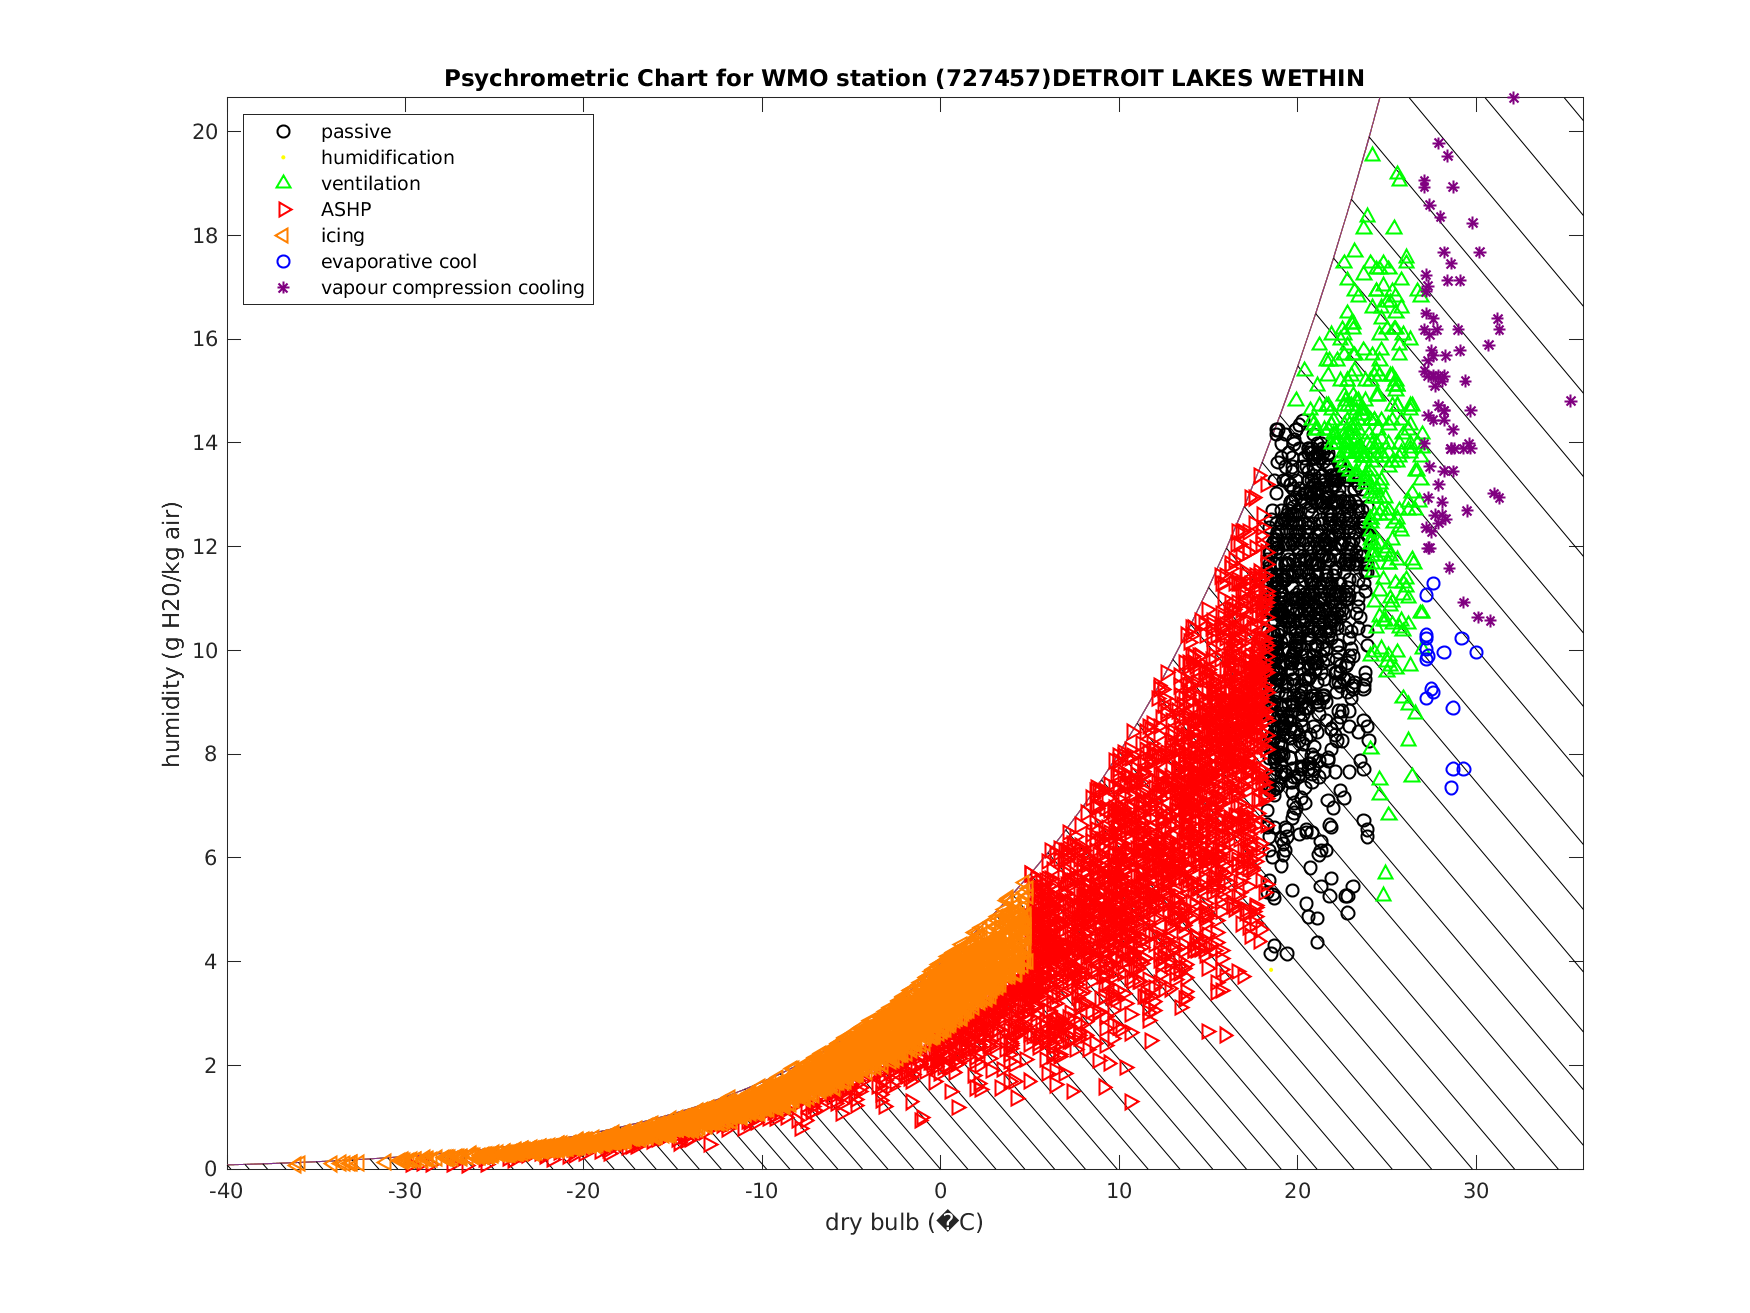 Psychrometric Chart for WMO station (727457)DETROIT LAKES WETHIN
passive
humidification
ventilation
ASHP
icing
evaporative cool
vapour compression cooling
humidity (g H20/kg air)
20
18
16
14
12
10
8
6
4
2
0
-40 -30 -20 -10 0 10 20 30
dry bulb (�C)